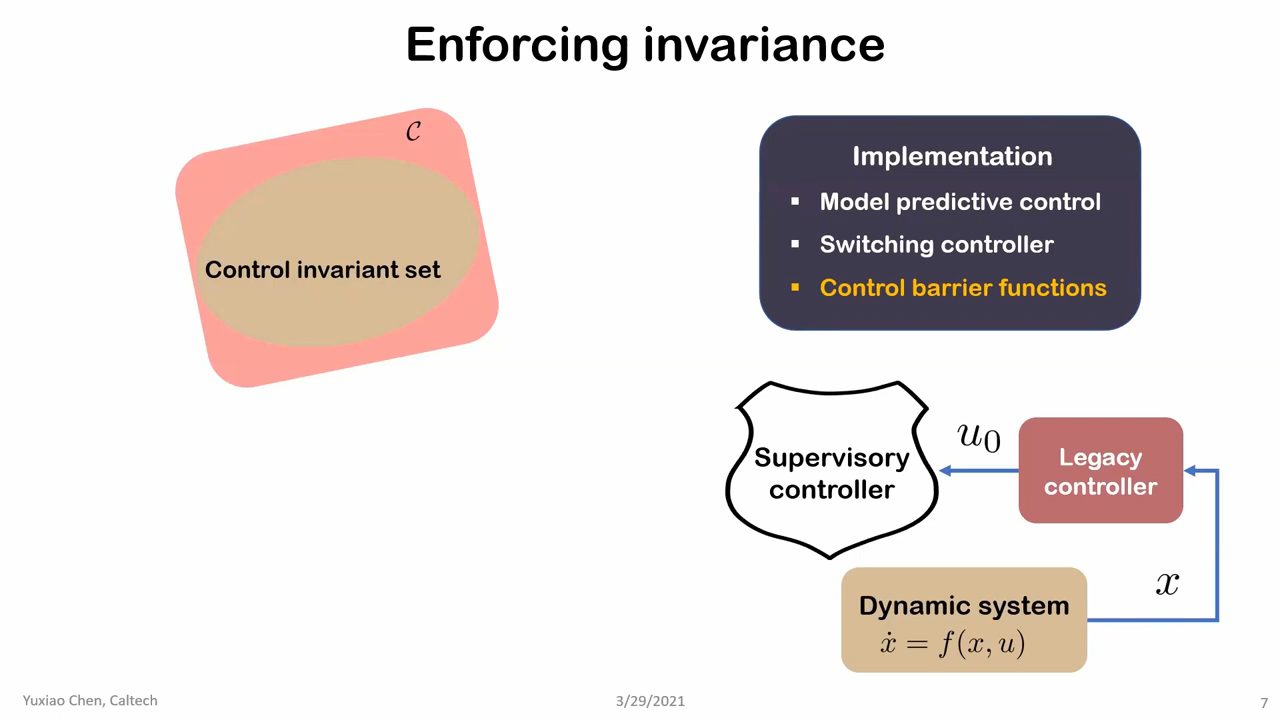 Enforcing invariance
𝒞
Control invariant set
Implementation
▪ Model predictive control
▪ Switching controller
▪ Control barrier functions
Supervisory
controller
u₀
Legacy
controller
x
Dynamic system
ẋ = f(x, u)
Yuxiao Chen, Caltech
3/29/2021
7